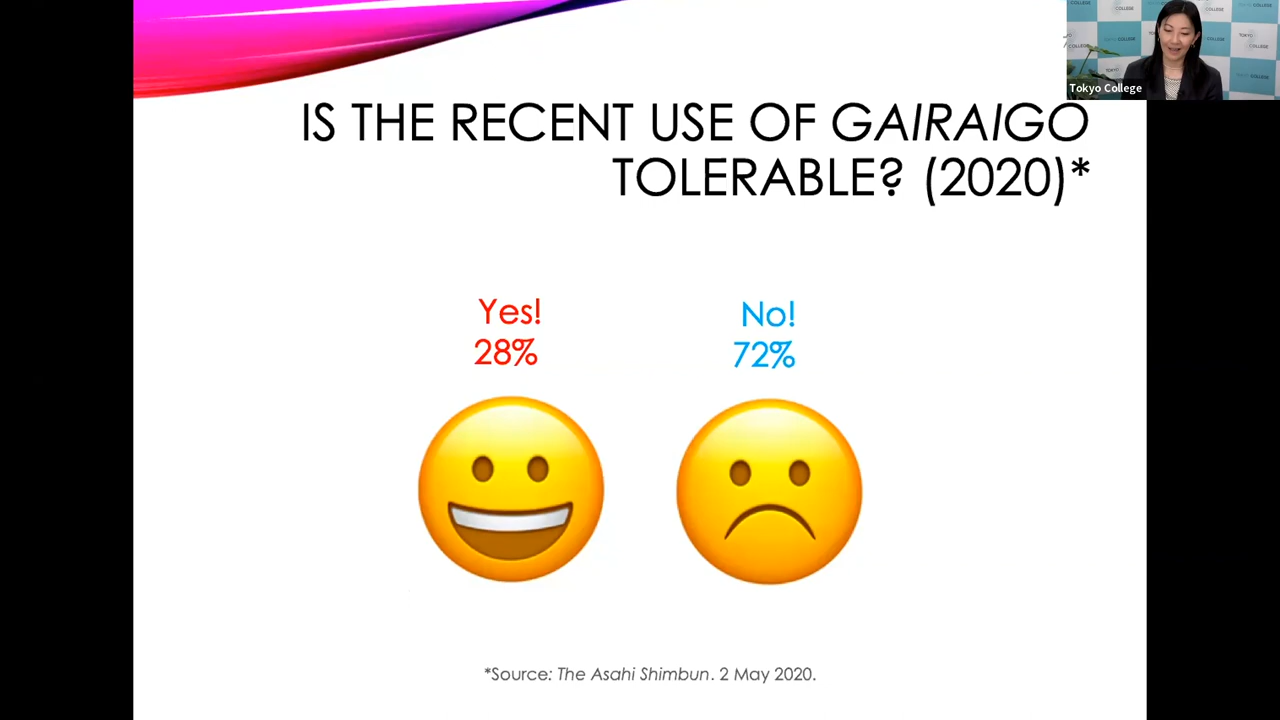 IS THE RECENT USE OF GAIRAIGO
TOLERABLE? (2020)*
Yes!
28%
No!
72%
*Source: The Asahi Shimbun. 2 May 2020.
Tokyo College